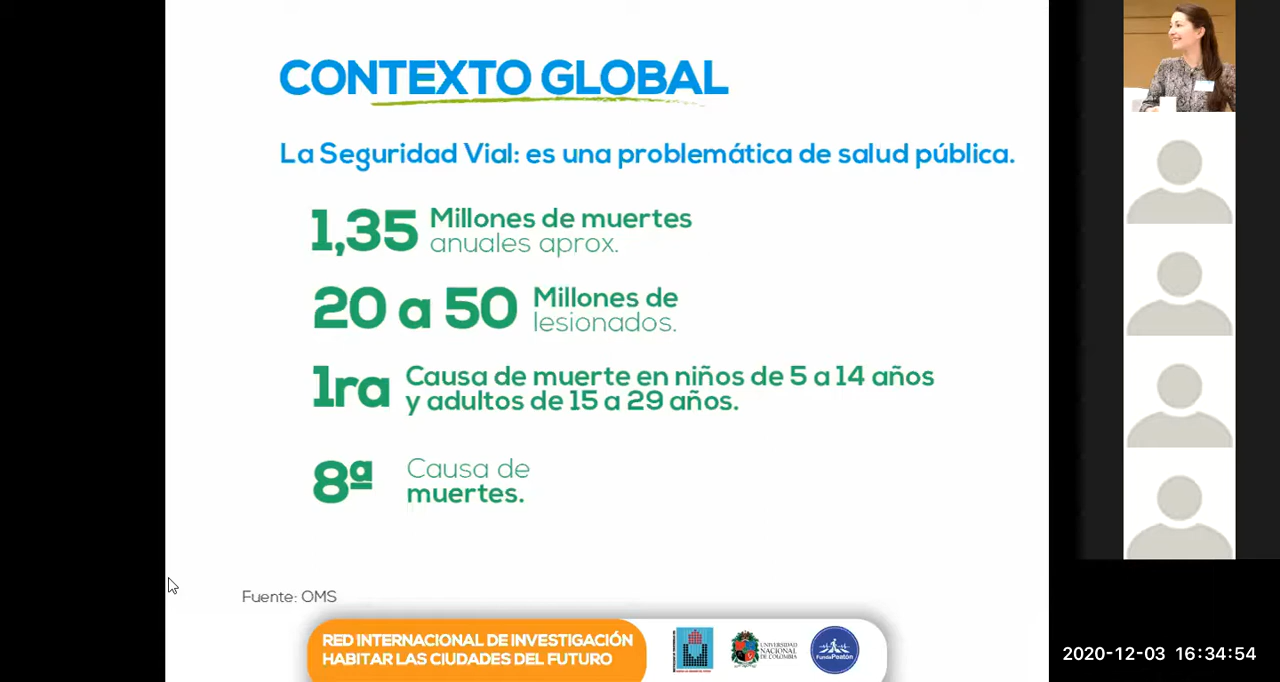 CONTEXTO GLOBAL
La Seguridad Vial: es una problemática de salud pública.
1,35 Millones de muertes
anuales aprox.
20 a 50 Millones de
lesionados.
1ra Causa de muerte en niños de 5 a 14 años
y adultos de 15 a 29 años.
8ª Causa de
muertes.
Fuente: OMS
RED INTERNACIONAL DE INVESTIGACIÓN
HABITAR LAS CIUDADES DEL FUTURO
UNIVERSIDAD
NACIONAL
DE COLOMBIA
FundaPeatón
2020-12-03 16:34:54